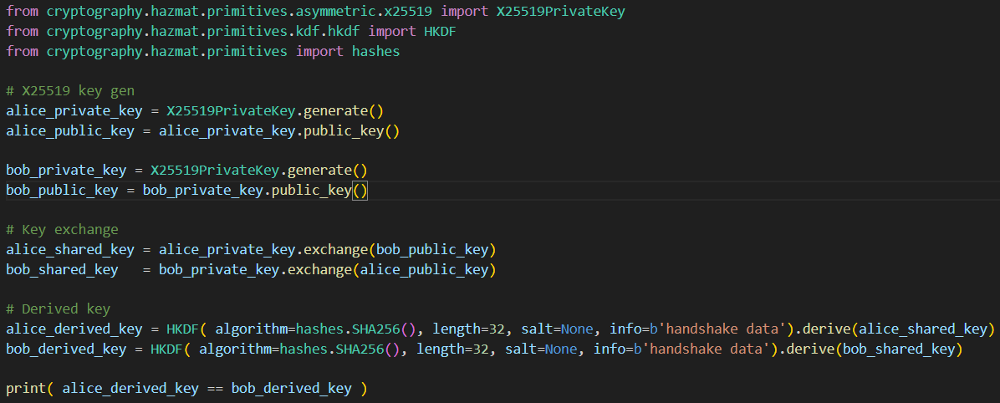 from cryptography.hazmat.primitives.asymmetric.x25519 import X25519PrivateKey
from cryptography.hazmat.primitives.kdf.hkdf import HKDF
from cryptography.hazmat.primitives import hashes

# X25519 key gen
alice_private_key = X25519PrivateKey.generate()
alice_public_key = alice_private_key.public_key()

bob_private_key = X25519PrivateKey.generate()
bob_public_key = bob_private_key.public_key()

# Key exchange
alice_shared_key = alice_private_key.exchange(bob_public_key)
bob_shared_key   = bob_private_key.exchange(alice_public_key)

# Derived key
alice_derived_key = HKDF( algorithm=hashes.SHA256(), length=32, salt=None, info=b'handshake data').derive(alice_shared_key)
bob_derived_key = HKDF( algorithm=hashes.SHA256(), length=32, salt=None, info=b'handshake data').derive(bob_shared_key)

print( alice_derived_key == bob_derived_key )